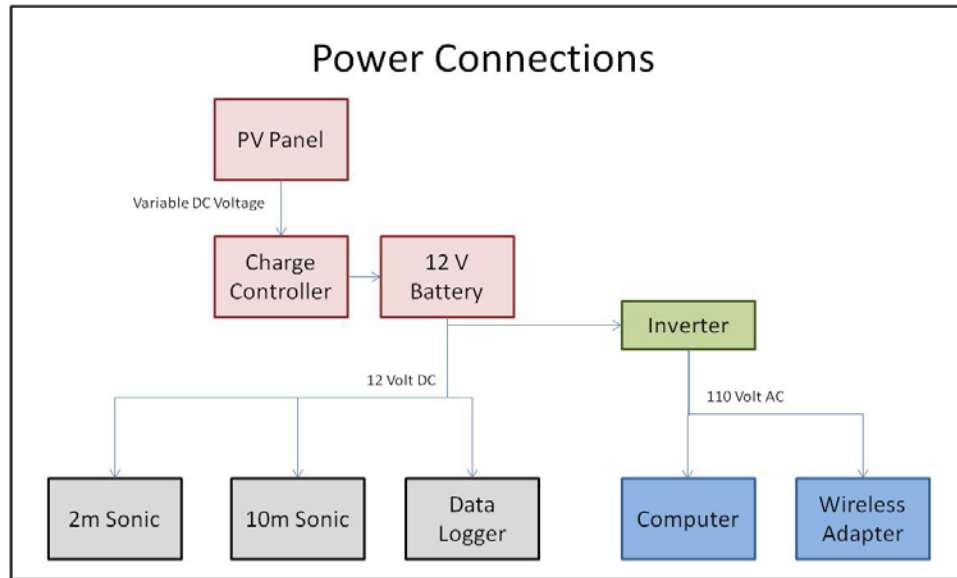 Power Connections
PV Panel
Variable DC Voltage
Charge
Controller
12 V
Battery
Inverter
12 Volt DC
110 Volt AC
2m Sonic
10m Sonic
Data
Logger
Computer
Wireless
Adapter